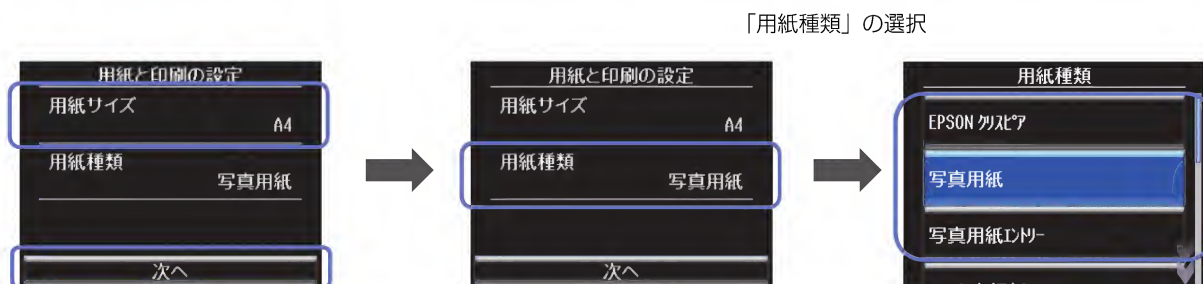 「用紙種類」の選択
用紙と印刷の設定
用紙サイズ
A4
用紙種類
写真用紙
次へ
用紙と印刷の設定
用紙サイズ
A4
用紙種類
写真用紙
次へ
用紙種類
EPSON クリスピア
写真用紙
写真用紙エントリー